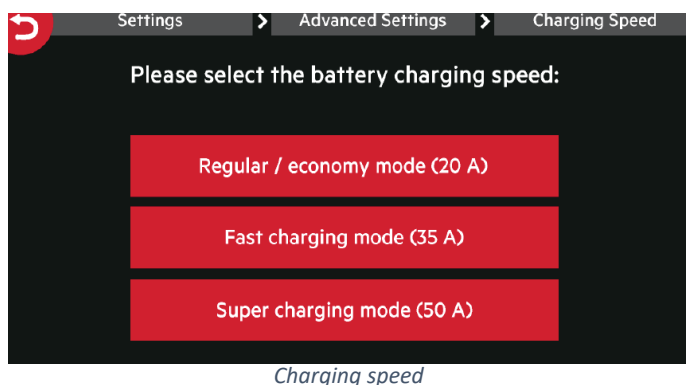 Settings > Advanced Settings > Charging Speed
Please select the battery charging speed:
Regular / economy mode (20 A)
Fast charging mode (35 A)
Super charging mode (50 A)
Charging speed